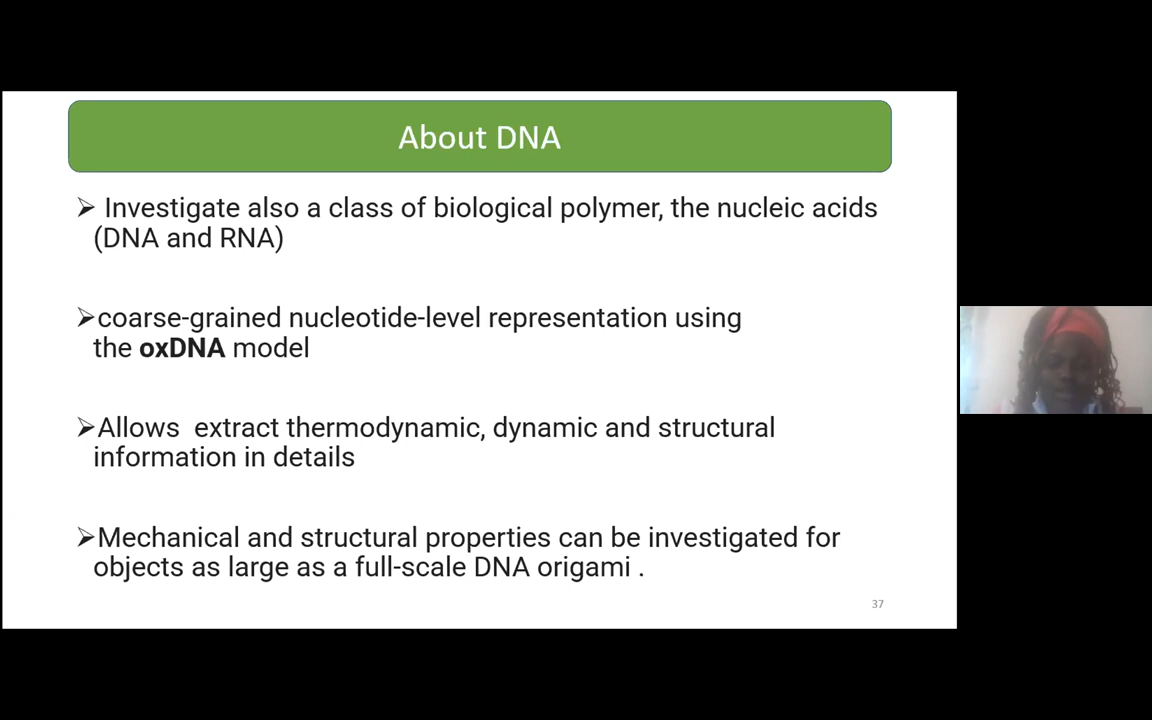 About DNA
➢ Investigate also a class of biological polymer, the nucleic acids
(DNA and RNA)
➢coarse-grained nucleotide-level representation using
the oxDNA model
➢Allows  extract thermodynamic, dynamic and structural
information in details
➢Mechanical and structural properties can be investigated for
objects as large as a full-scale DNA origami .
37